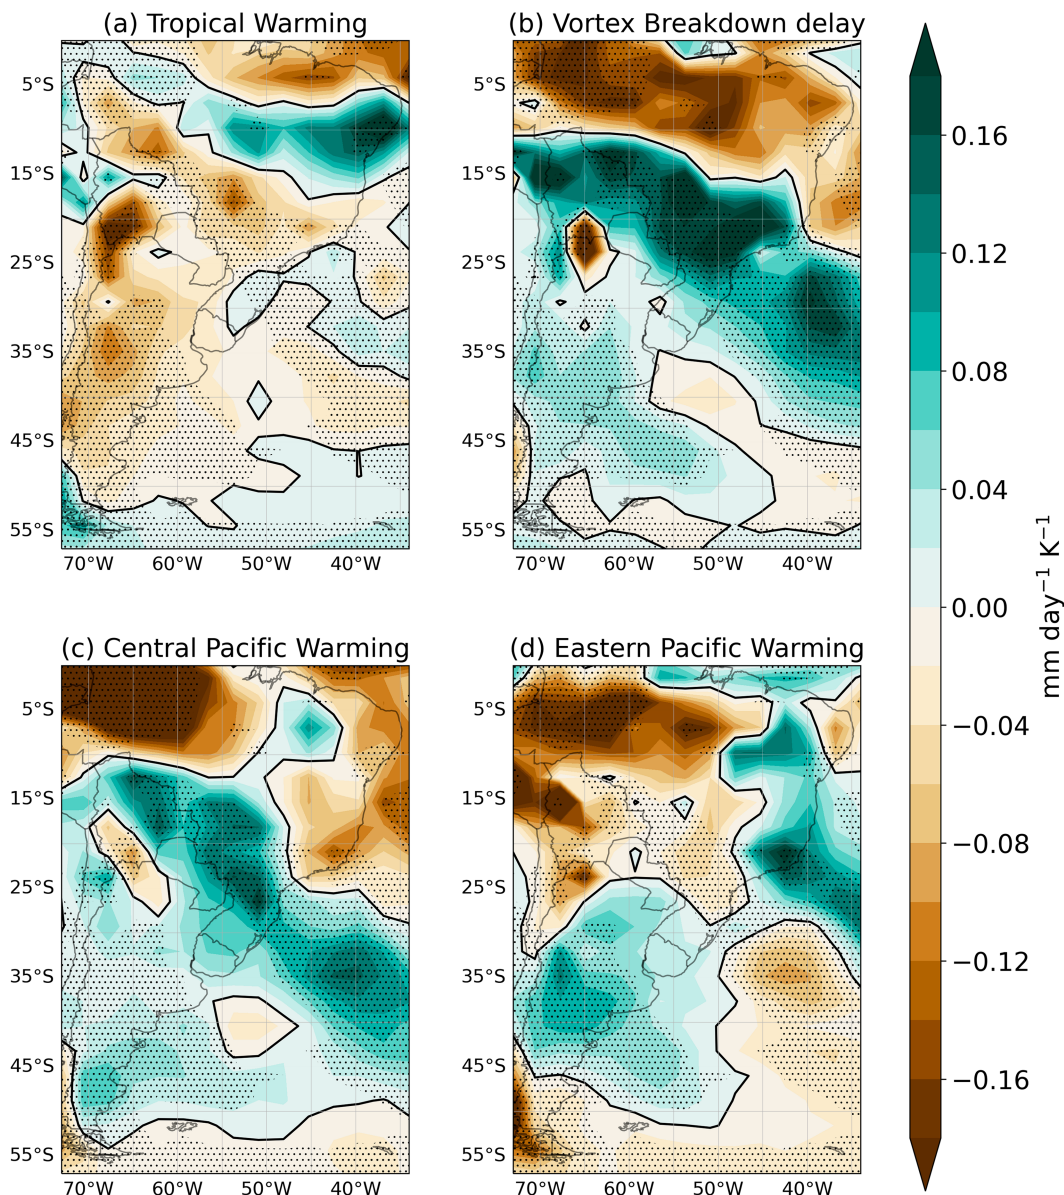 (a) Tropical Warming
(b) Vortex Breakdown delay
5°S
15°S
25°S
35°S
45°S
55°S
70°W 60°W 50°W 40°W
5°S
15°S
25°S
35°S
45°S
55°S
70°W 60°W 50°W 40°W
(c) Central Pacific Warming
(d) Eastern Pacific Warming
5°S
15°S
25°S
35°S
45°S
55°S
70°W 60°W 50°W 40°W
5°S
15°S
25°S
35°S
45°S
55°S
70°W 60°W 50°W 40°W
0.16
0.12
0.08
0.04
0.00
−0.04
−0.08
−0.12
−0.16
mm day⁻¹ K⁻¹